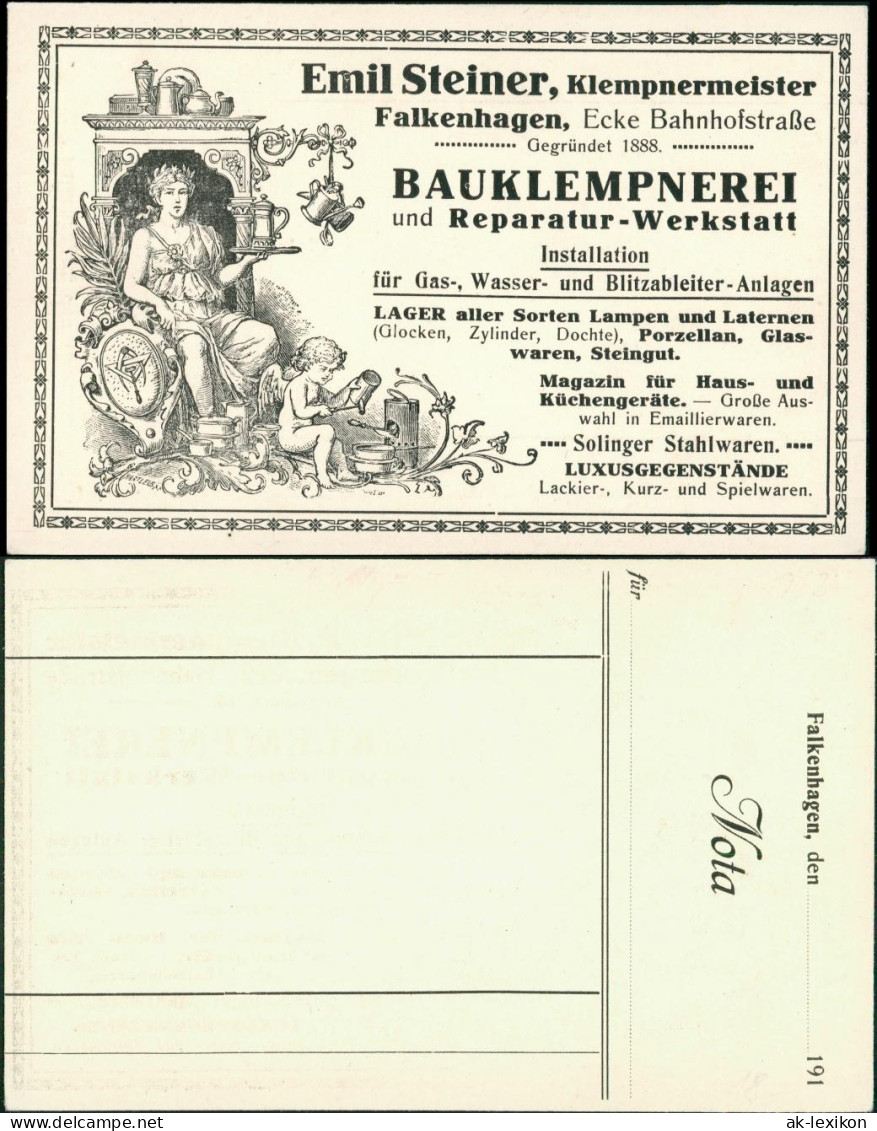 Emil Steiner, Klempnermeister
Falkenhagen, Ecke Bahnhofstraße
Gegründet 1888.
BAUKLEMPNEREI
und Reparatur-Werkstatt
Installation
für Gas-, Wasser- und Blitzableiter-Anlagen
LAGER aller Sorten Lampen und Laternen
(Glocken, Zylinder, Dochte), Porzellan, Glas-
waren, Steingut.
Magazin für Haus- und
Küchengeräte. — Große Aus-
wahl in Emaillierwaren.
Solinger Stahlwaren.
LUXUSGEGENSTÄNDE
Lackier-, Kurz- und Spielwaren.
Falkenhagen, den 191
Nota
für
ak-lexikon